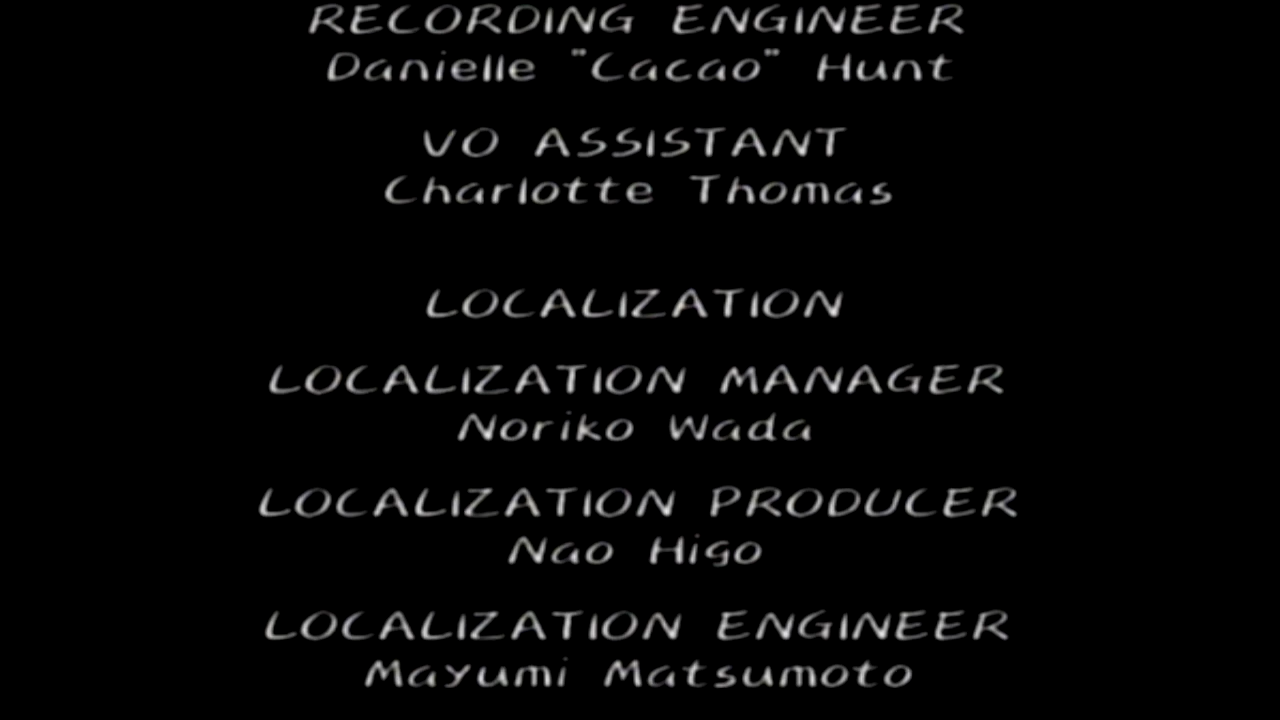 RECORDING ENGINEER
Danielle "Cacao" Hunt
VO ASSISTANT
Charlotte Thomas
LOCALIZATION
LOCALIZATION MANAGER
Noriko Wada
LOCALIZATION PRODUCER
Nao Higo
LOCALIZATION ENGINEER
Mayumi Matsumoto